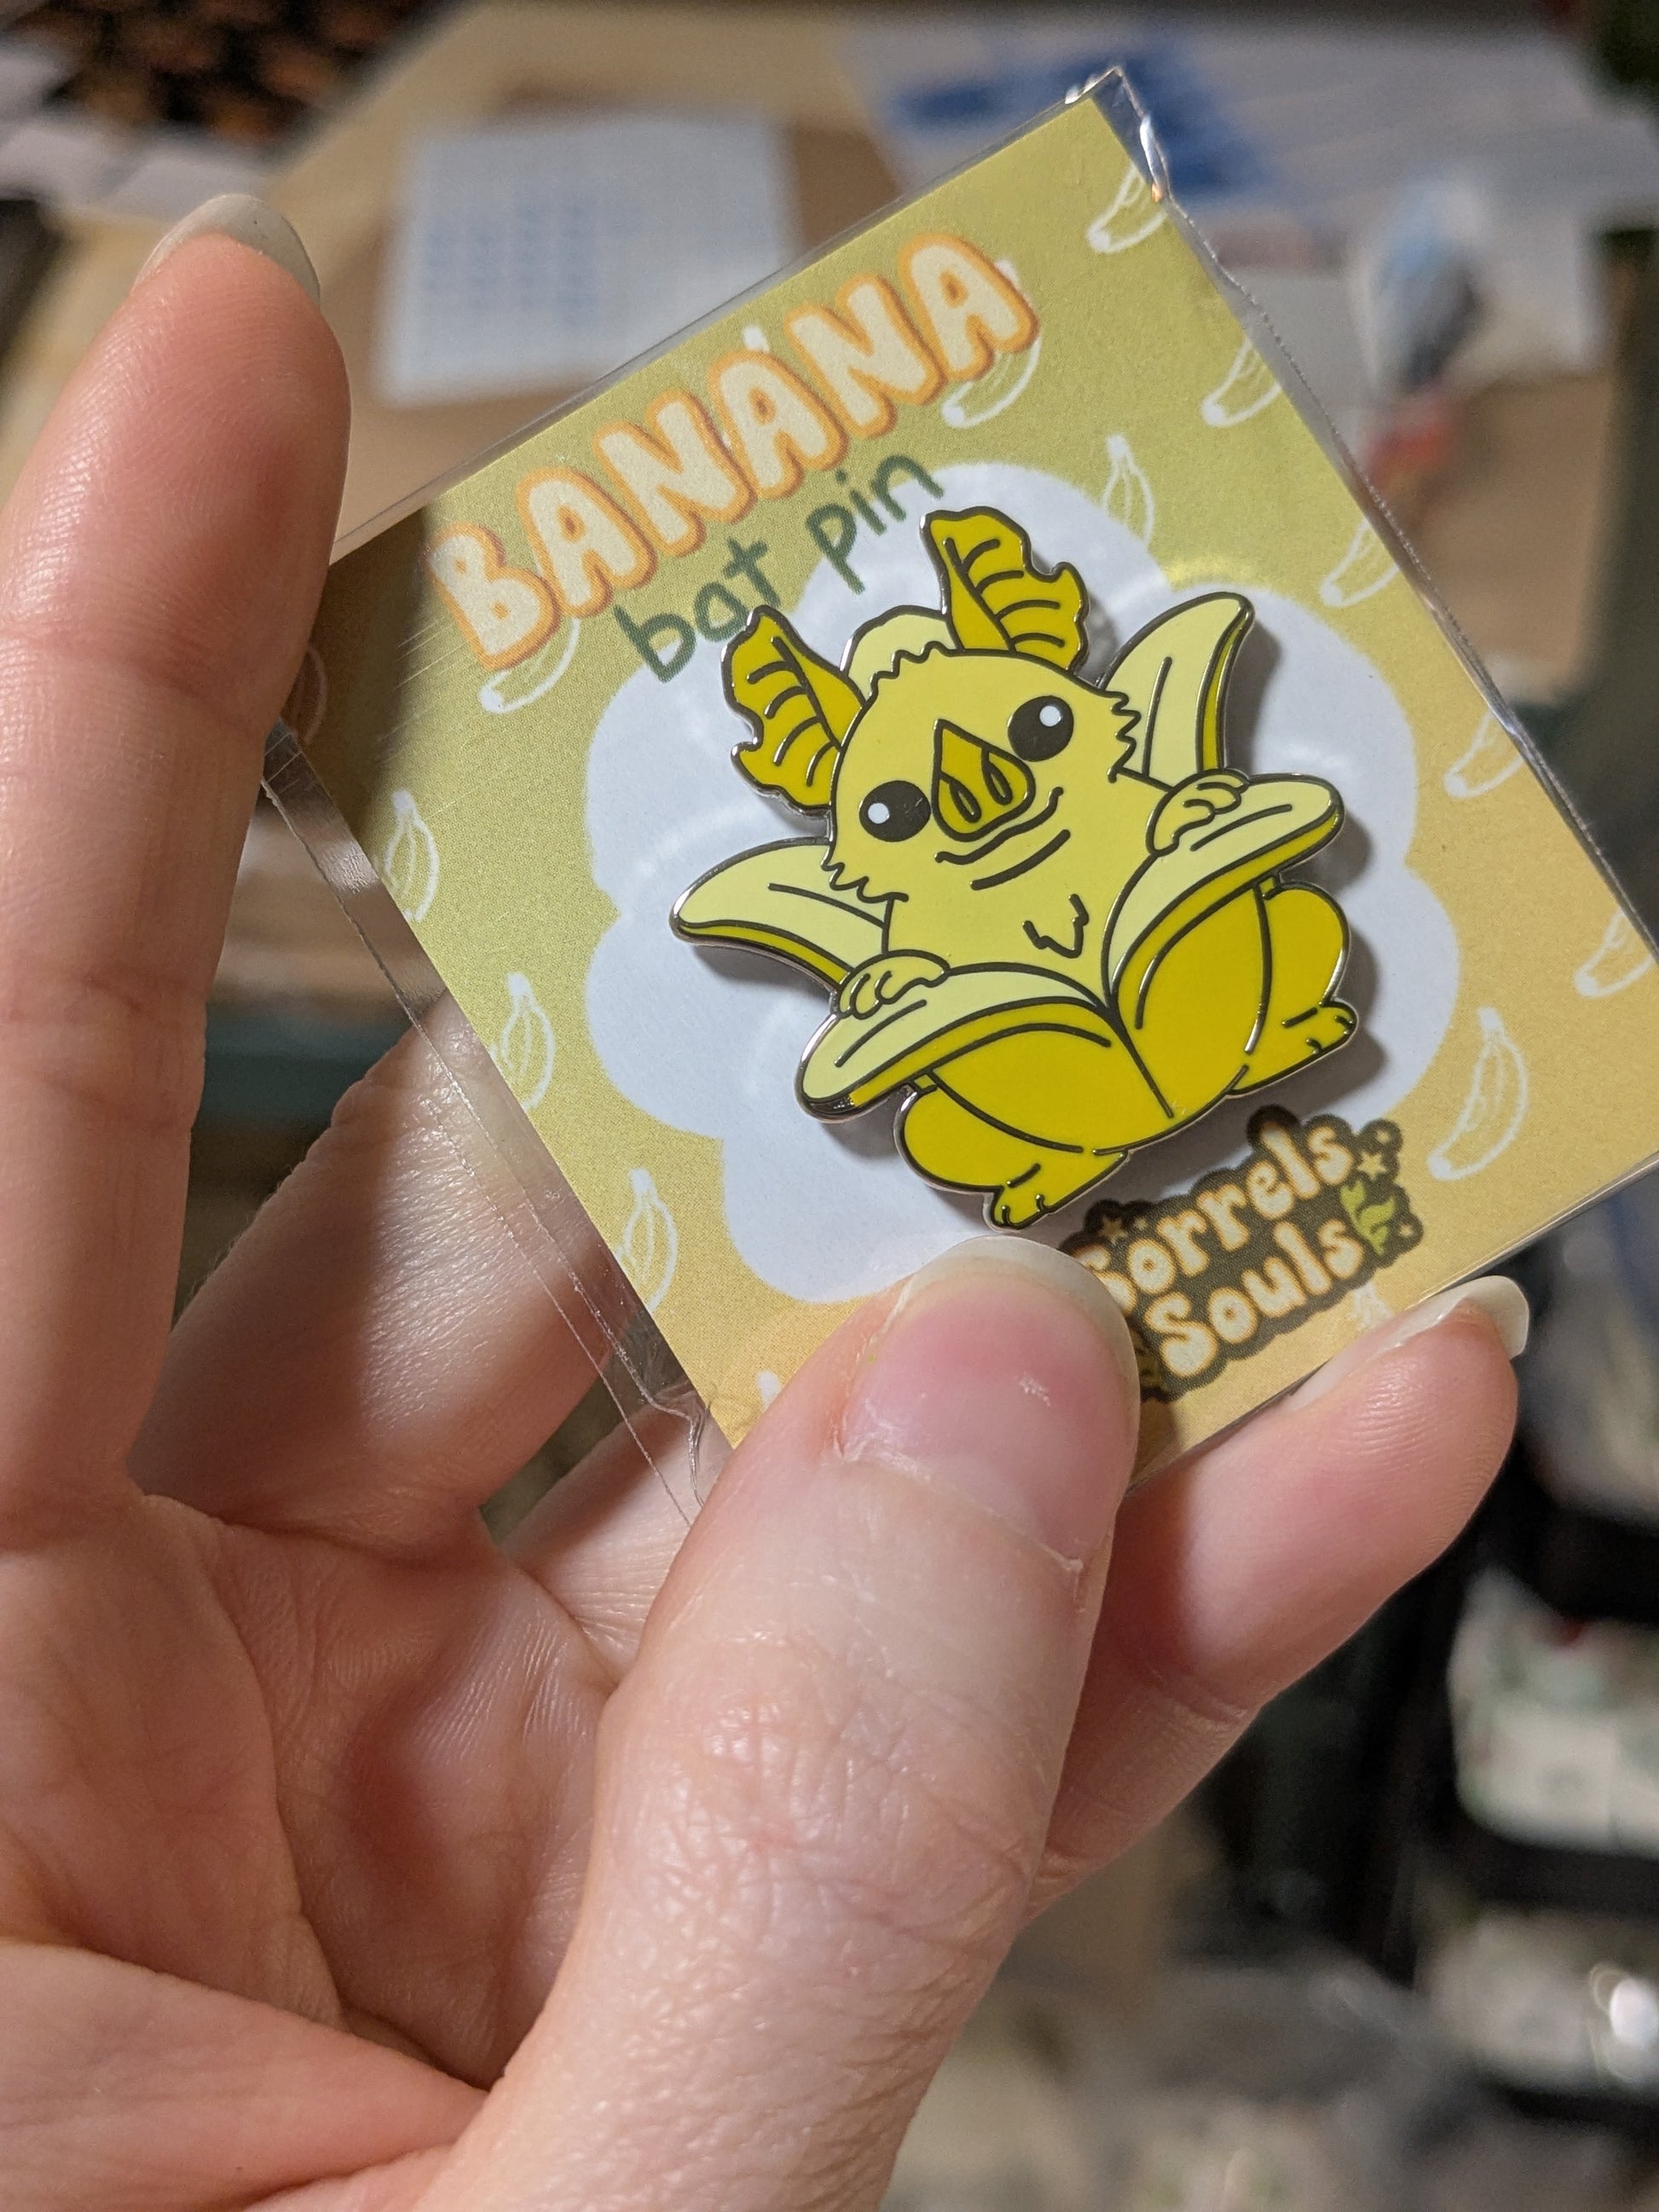 BANANA
bat pin
Sorrels
Souls